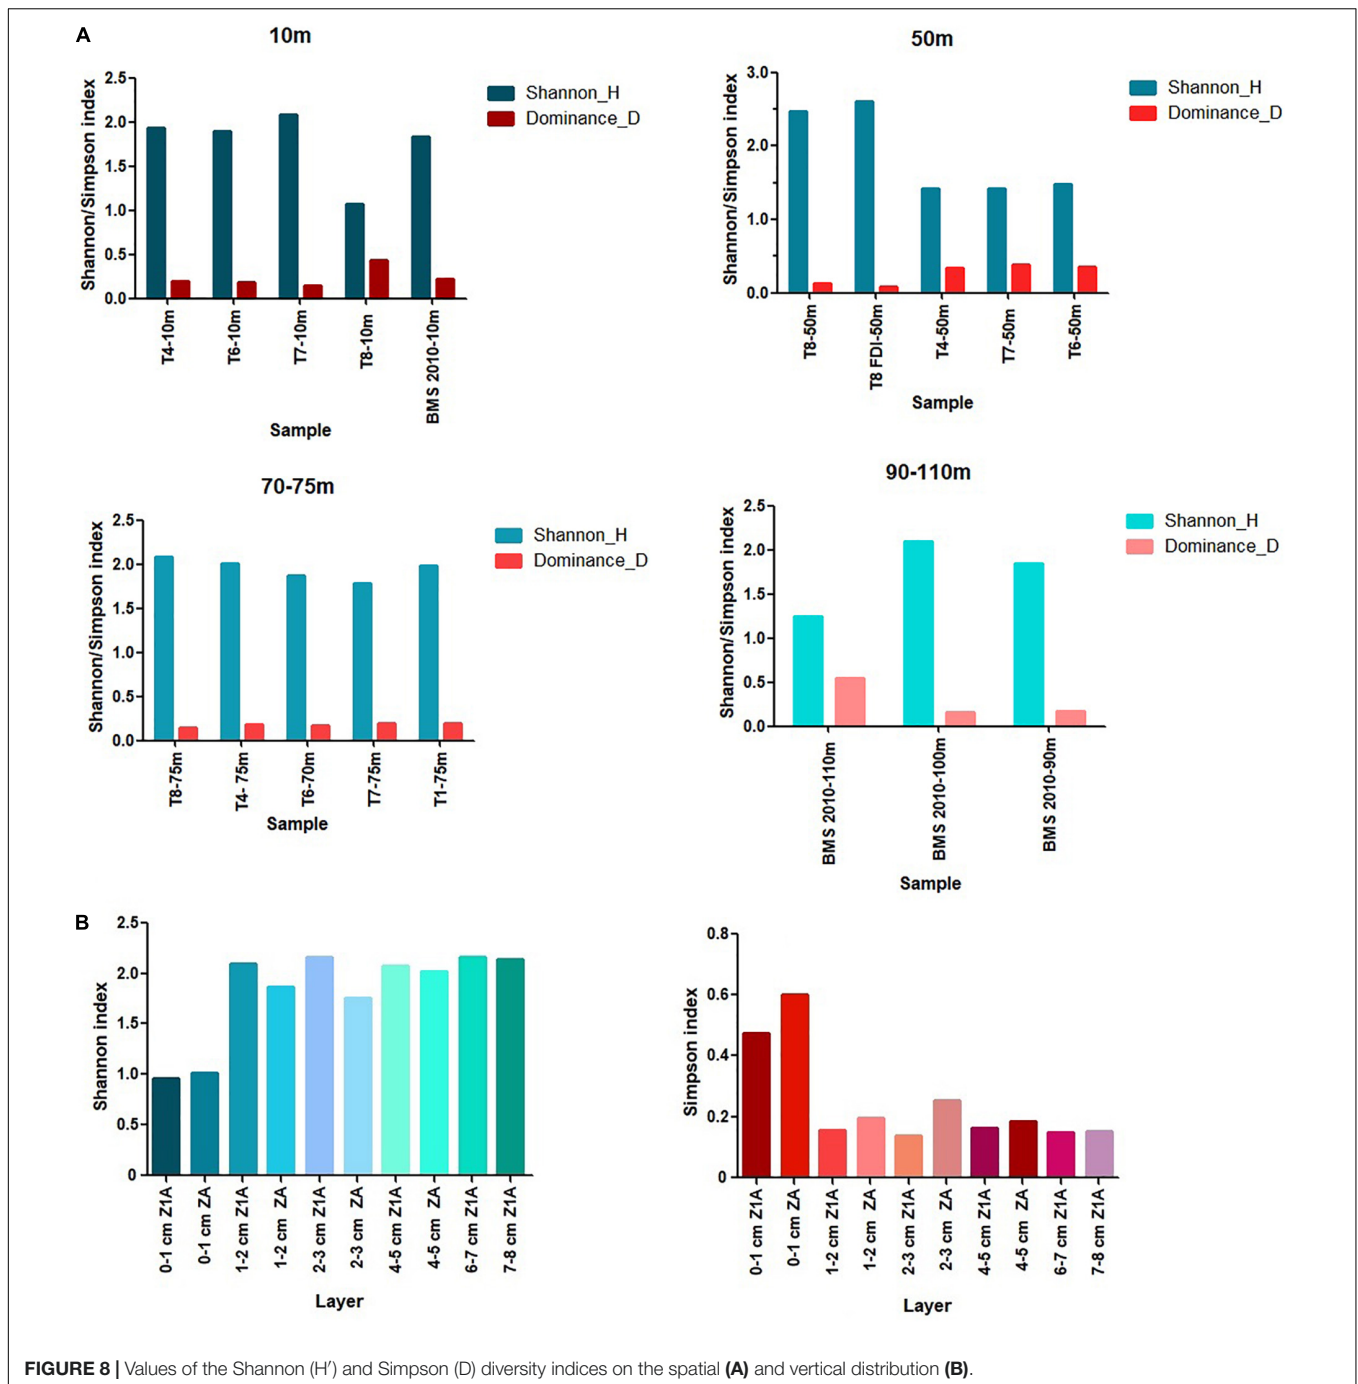 A
10m
Shannon/Simpson index
2.5
2.0
1.5
1.0
0.5
0.0
T4-10m
T6-10m
T7-10m
T8-10m
BMS 2010-10m
Sample
Shannon_H
Dominance_D
50m
Shannon/Simpson index
3.0
2.0
1.0
0.0
T8-50m
T8 FDI-50m
T4-50m
T7-50m
T6-50m
Sample
Shannon_H
Dominance_D
70-75m
Shannon/Simpson index
2.5
2.0
1.5
1.0
0.5
0.0
T8-75m
T4- 75m
T6-70m
T7-75m
T1-75m
Sample
Shannon_H
Dominance_D
90-110m
Shannon/Simpson index
2.5
2.0
1.5
1.0
0.5
0.0
BMS 2010-110m
BMS 2010-100m
BMS 2010-90m
Sample
Shannon_H
Dominance_D
B
Shannon index
2.5
2.0
1.5
1.0
0.5
0
0-1 cm Z1A
0-1 cm ZA
1-2 cm Z1A
1-2 cm ZA
2-3 cm Z1A
2-3 cm ZA
4-5 cm Z1A
4-5 cm ZA
6-7 cm Z1A
7-8 cm Z1A
Layer
Simpson index
0.8
0.6
0.4
0.2
0
0-1 cm Z1A
0-1 cm ZA
1-2 cm Z1A
1-2 cm ZA
2-3 cm Z1A
2-3 cm ZA
4-5 cm Z1A
4-5 cm ZA
6-7 cm Z1A
7-8 cm Z1A
Layer
FIGURE 8 | Values of the Shannon (H′) and Simpson (D) diversity indices on the spatial (A) and vertical distribution (B).